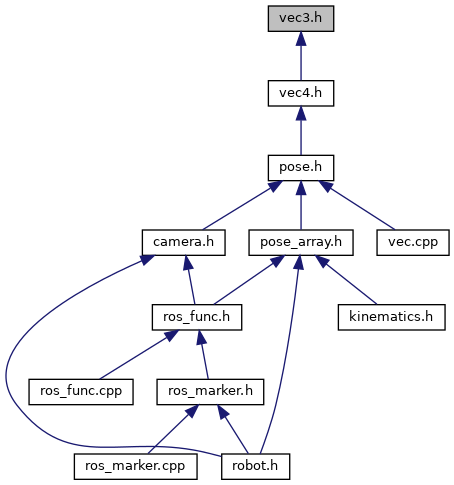 vec3.h
vec4.h
pose.h
camera.h
pose_array.h
vec.cpp
ros_func.h
kinematics.h
ros_func.cpp
ros_marker.h
ros_marker.cpp
robot.h